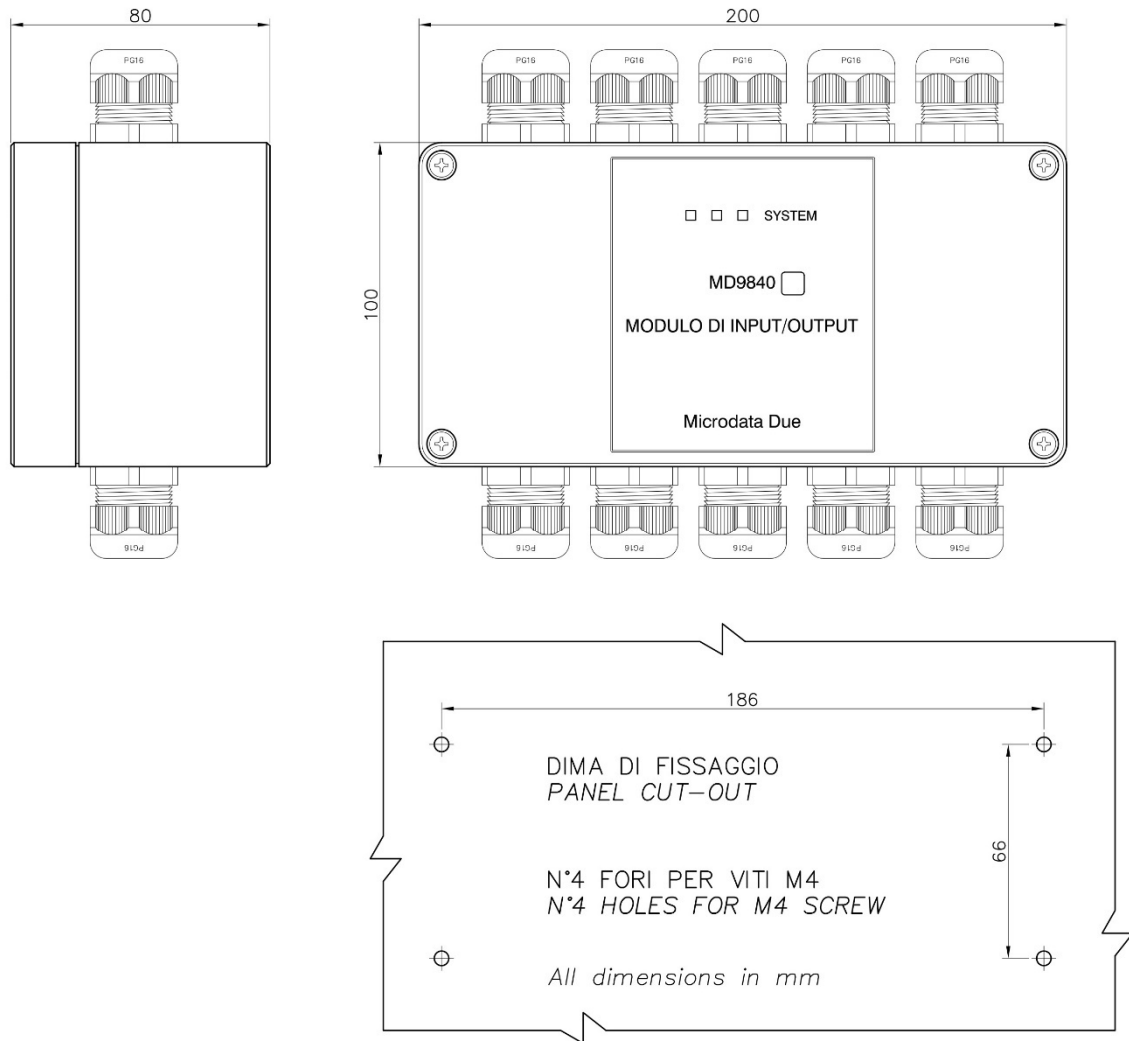 80
200
PG16
PG16 PG16 PG16 PG16 PG16
100
SYSTEM
MD9840
MODULO DI INPUT/OUTPUT
Microdata Due
PG16
PG16 PG16 PG16 PG16 PG16
186
DIMA DI FISSAGGIO
PANEL CUT-OUT
66
N°4 FORI PER VITI M4
N°4 HOLES FOR M4 SCREW
All dimensions in mm